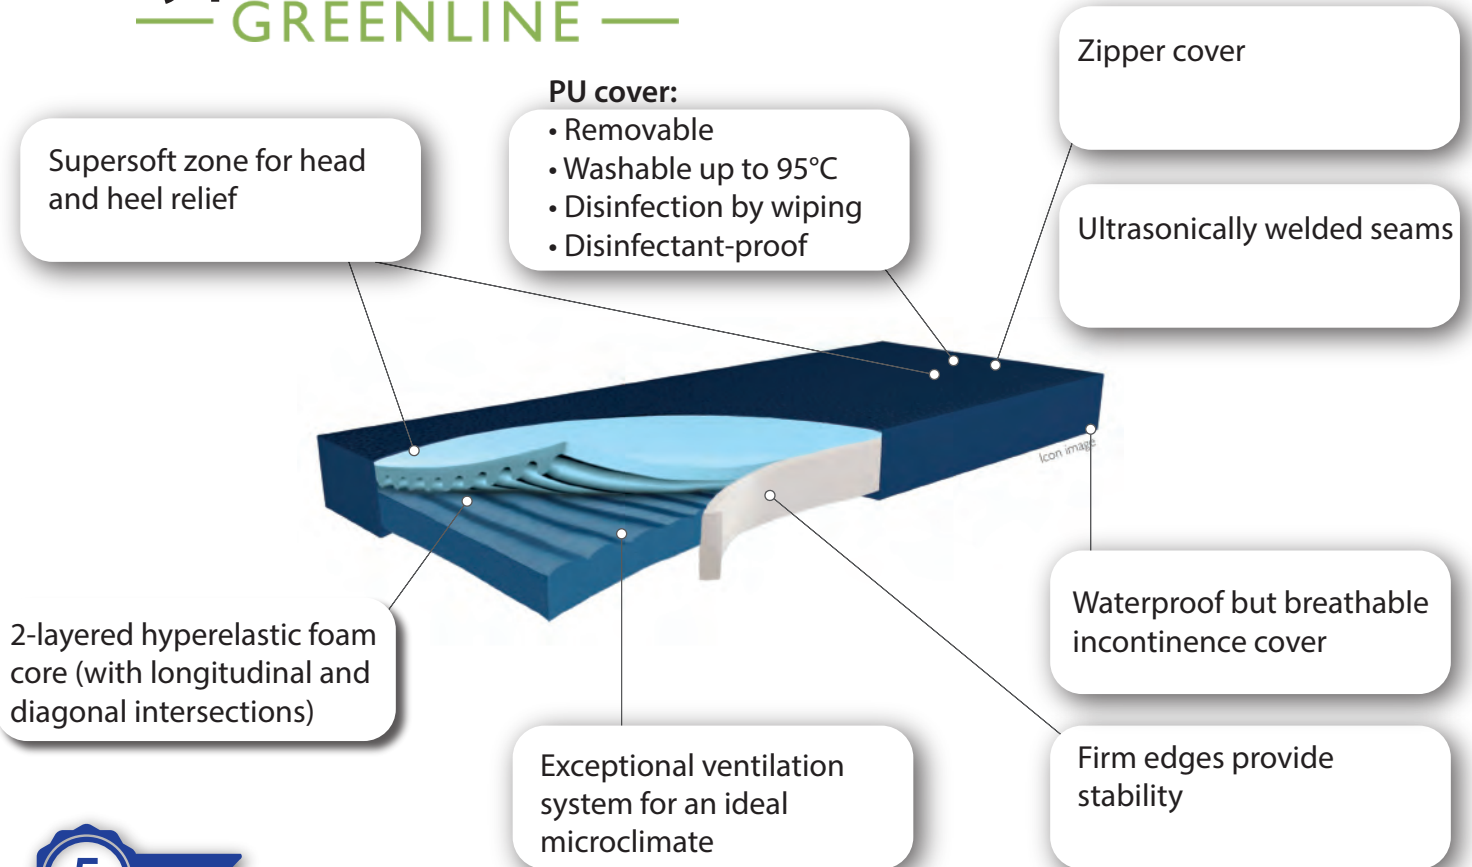 GREENLINE
Zipper cover
PU cover:
• Removable
• Washable up to 95°C
• Disinfection by wiping
• Disinfectant-proof
Supersoft zone for head
and heel relief
Ultrasonically welded seams
Icon image
2-layered hyperelastic foam
core (with longitudinal and
diagonal intersections)
Waterproof but breathable
incontinence cover
Exceptional ventilation
system for an ideal
microclimate
Firm edges provide
stability
5